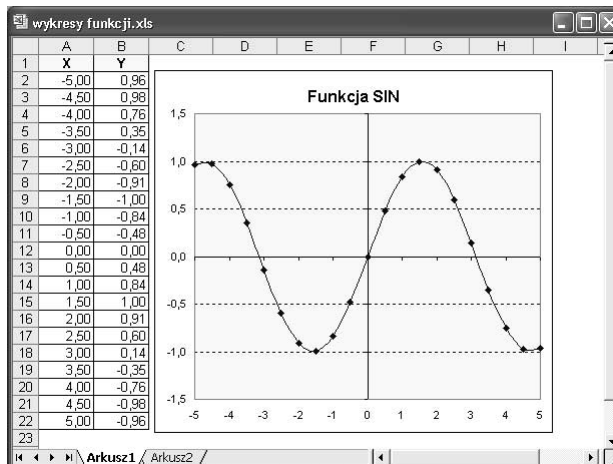 wykresy funkcji.xls
A B C D E F G H I
1 X Y
2 -5,00 0,96
3 -4,50 0,98
4 -4,00 0,76
5 -3,50 0,35
6 -3,00 -0,14
7 -2,50 -0,60
8 -2,00 -0,91
9 -1,50 -1,00
10 -1,00 -0,84
11 -0,50 -0,48
12 0,00 0,00
13 0,50 0,48
14 1,00 0,84
15 1,50 1,00
16 2,00 0,91
17 2,50 0,60
18 3,00 0,14
19 3,50 -0,35
20 4,00 -0,76
21 4,50 -0,98
22 5,00 -0,96
23
Funkcja SIN
1,5
1,0
0,5
0,0
-0,5
-1,0
-1,5
-5 -4 -3 -2 -1 0 1 2 3 4 5
Arkusz1 Arkusz2